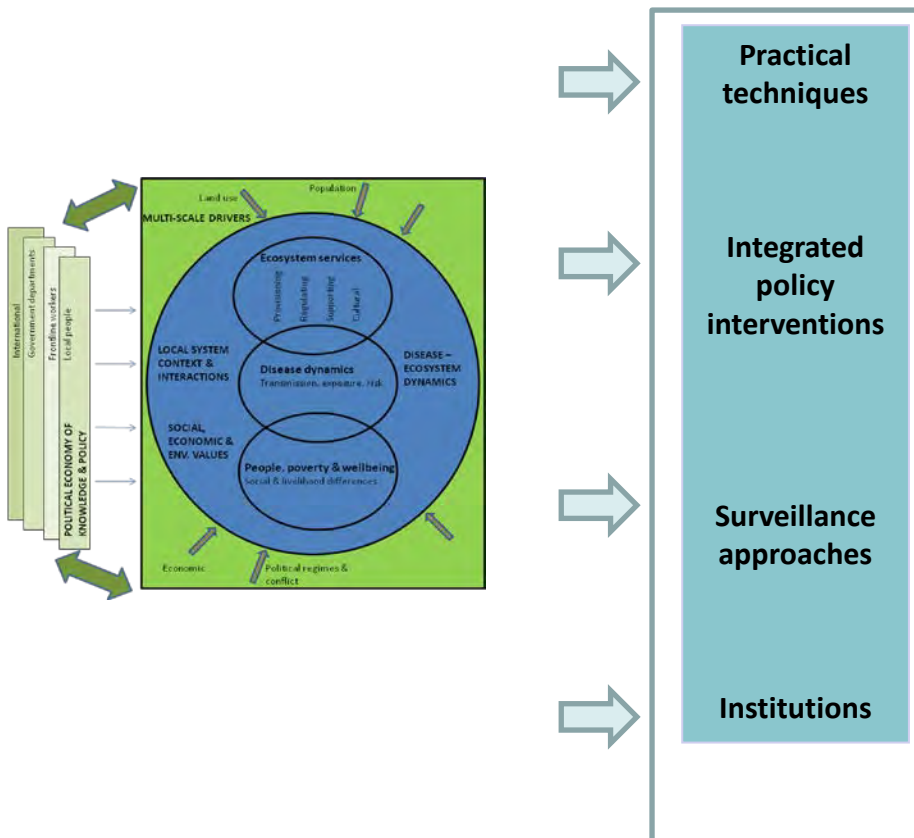 International
Government departments
Frontline workers
Local people
POLITICAL ECONOMY OF
KNOWLEDGE & POLICY
Land use
Population
MULTI-SCALE DRIVERS
Ecosystem services
Provisioning
Regulating
Supporting
Cultural
LOCAL SYSTEM
CONTEXT &
INTERACTIONS
Disease dynamics
Transmission, exposure, risk
DISEASE –
ECOSYSTEM
DYNAMICS
SOCIAL,
ECONOMIC &
ENV. VALUES
People, poverty & wellbeing
Social & livelihood differences
Economic
Political regimes &
conflict
Practical
techniques
Integrated
policy
interventions
Surveillance
approaches
Institutions